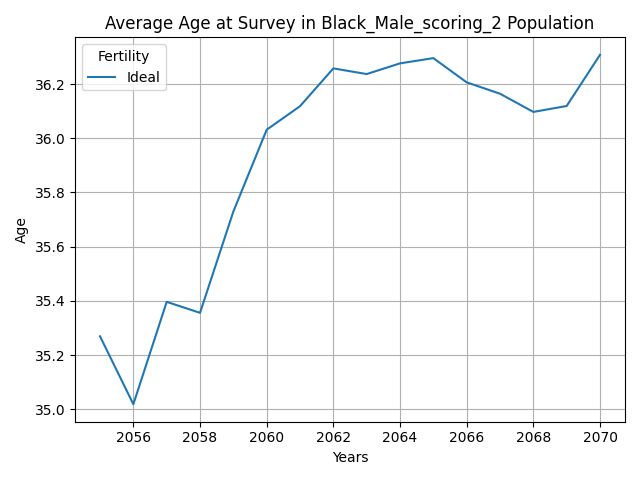 Average Age at Survey in Black_Male_scoring_2 Population
Fertility
Ideal
36.2
36.0
35.8
35.6
35.4
35.2
35.0
Age
2056 2058 2060 2062 2064 2066 2068 2070
Years